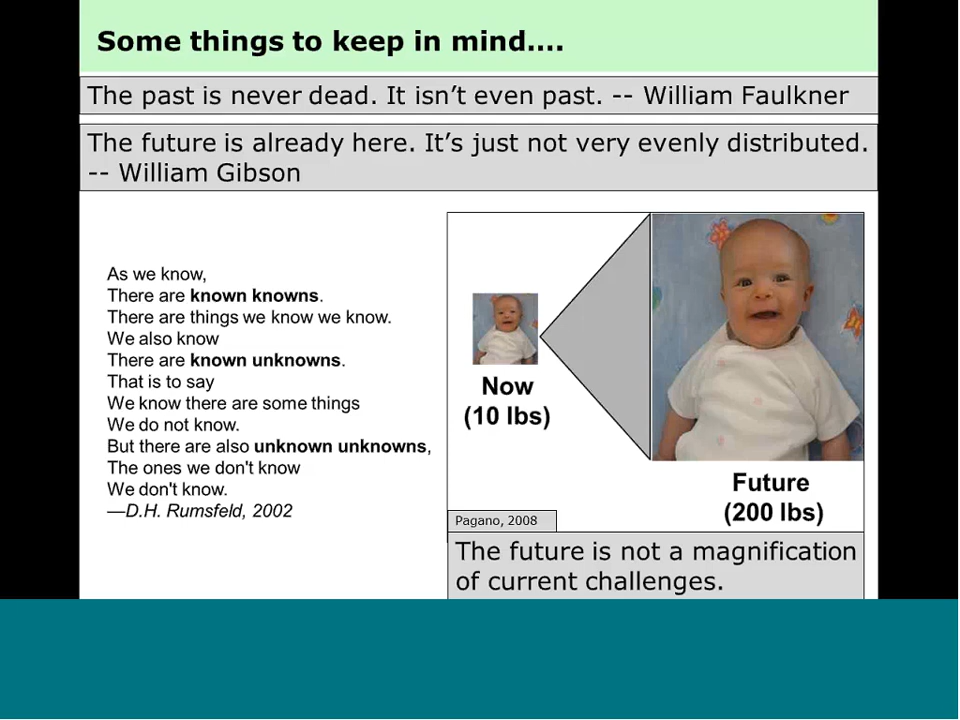 Some things to keep in mind....
The past is never dead. It isn't even past. -- William Faulkner
The future is already here. It's just not very evenly distributed.
-- William Gibson
As we know,
There are known knowns.
There are things we know we know.
We also know
There are known unknowns.
That is to say
We know there are some things
We do not know.
But there are also unknown unknowns,
The ones we don't know
We don't know.
—D.H. Rumsfeld, 2002
Now
(10 lbs)
Future
(200 lbs)
Pagano, 2008
The future is not a magnification
of current challenges.